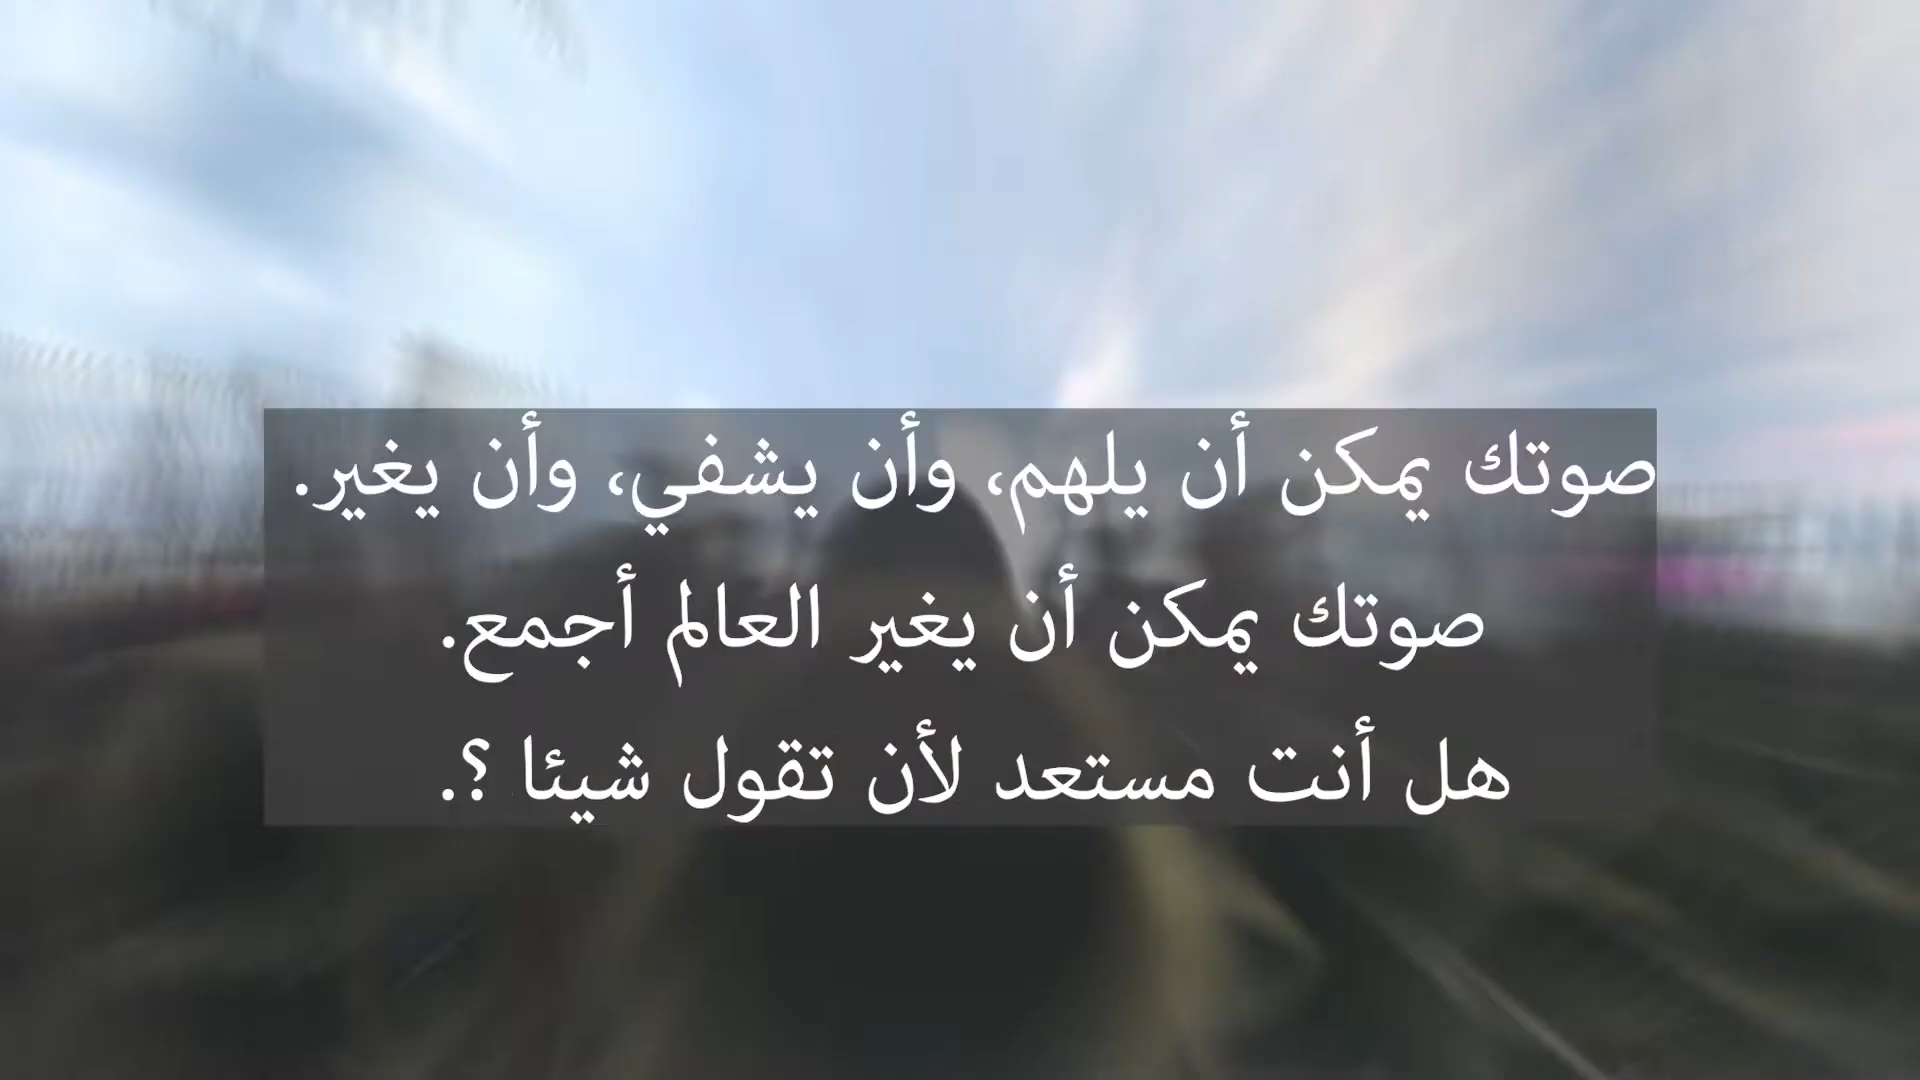 صوتك يمكن أن يلهم، وأن يشفي، وأن يغير.
صوتك يمكن أن يغير العالم أجمع.
هل أنت مستعد لأن تقول شيئا ؟.